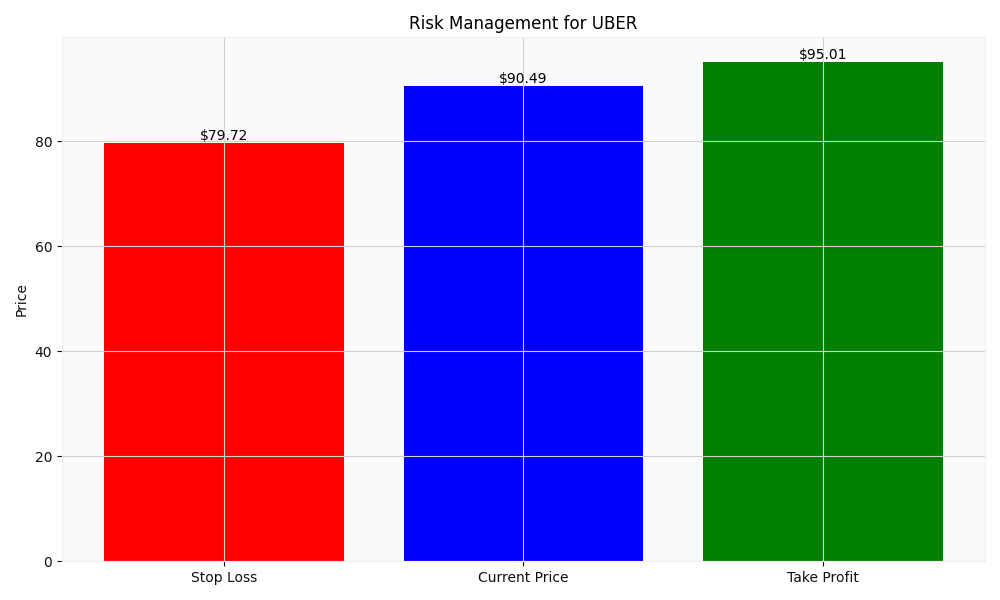 Risk Management for UBER
$95.01
$90.49
$79.72
80
60
40
20
0
Price
Stop Loss
Current Price
Take Profit